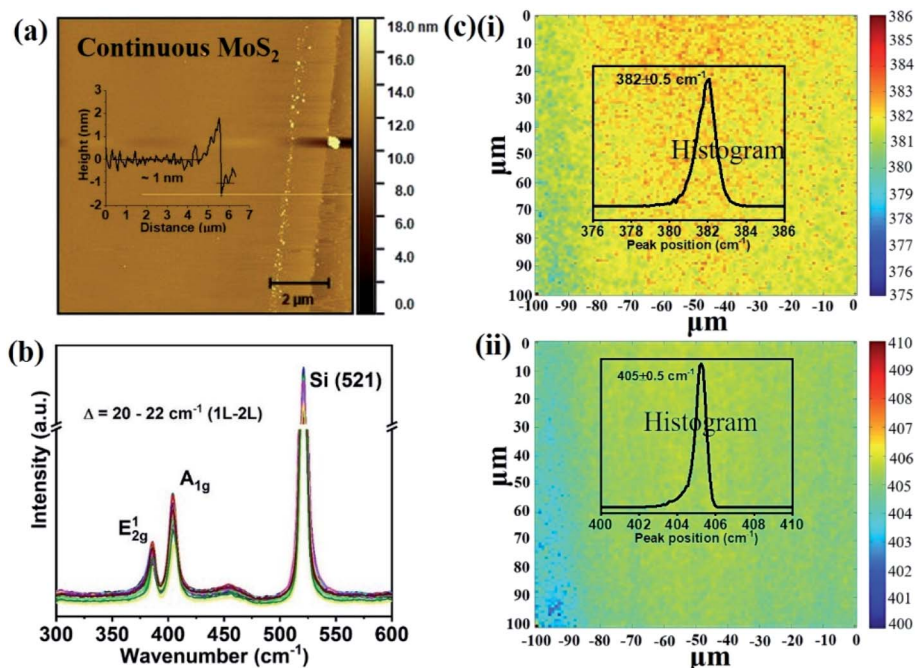 (a)
Continuous MoS₂
3
2
1
0
-1
-2
Height (nm)
~ 1 nm
0 1 2 3 4 5 6 7
Distance (µm)
2 µm
18.0 nm
16.0 nm
14.0 nm
12.0 nm
10.0 nm
8.0 nm
6.0 nm
4.0 nm
2.0 nm
0.0
(b)
Intensity (a.u.)
Δ = 20 - 22 cm⁻¹ (1L-2L)
Si (521)
E¹₂g
A₁g
300 350 400 450 500 550 600
Wavenumber (cm⁻¹)
(c)(i)
0
10
20
30
40
50
60
70
80
90
100
µm
382±0.5 cm⁻¹
Histogram
376 378 380 382 384 386
Peak position (cm⁻¹)
-100 -90 -80 -70 -60 -50 -40 -30 -20 -10 0
µm
386
385
384
383
382
381
380
379
378
377
376
375
(ii)
0
10
20
30
40
50
60
70
80
90
100
µm
405±0.5 cm⁻¹
Histogram
400 402 404 406 408 410
Peak position (cm⁻¹)
-100 -90 -80 -70 -60 -50 -40 -30 -20 -10 0
µm
410
409
408
407
406
405
404
403
402
401
400